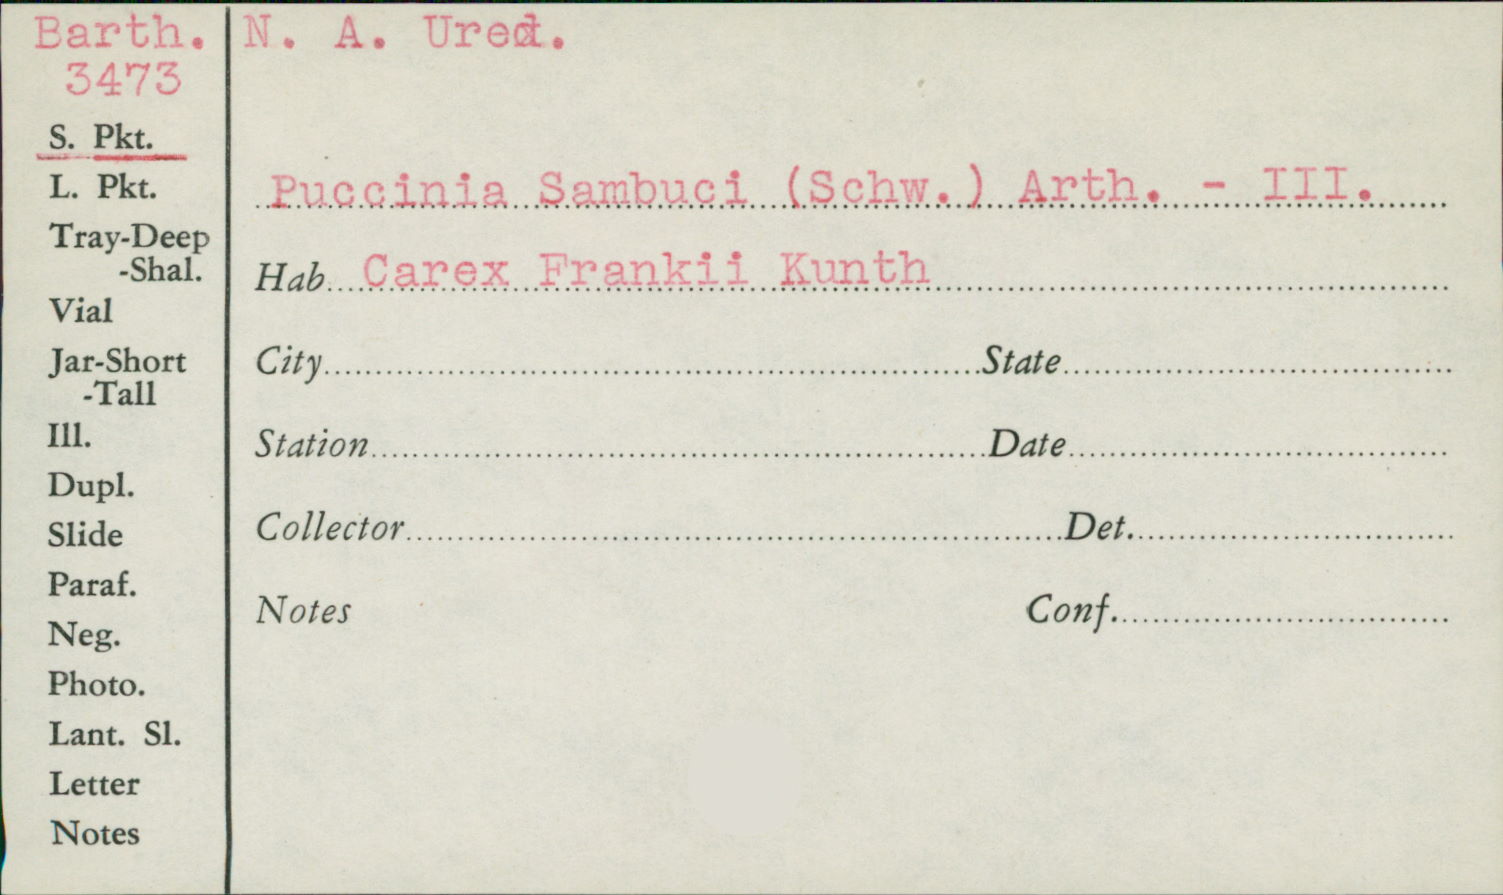 Barth. N. A. Ured.
3473
S. Pkt.
L. Pkt.
Tray-Deep
-Shal.
Vial
Jar-Short
-Tall
Ill.
Dupl.
Slide
Paraf.
Neg.
Photo.
Lant. Sl.
Letter
Notes
Puccinia Sambuci (Schw.) Arth. - III.
Hab Carex Frankii Kunth
City State
Station Date
Collector Det.
Notes Conf.